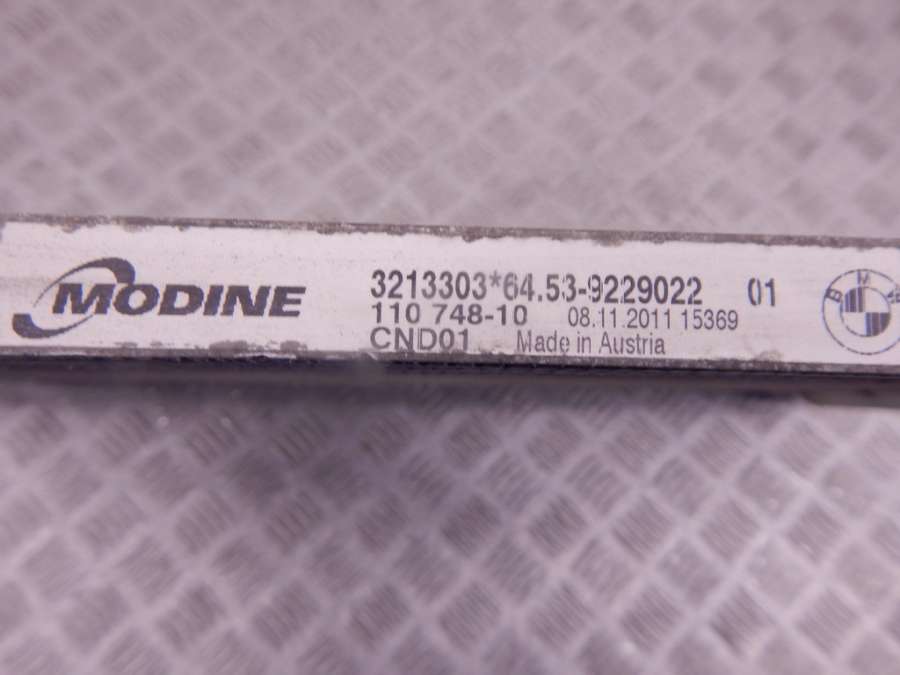 MODINE
3213303*64.53-9229022 01
110 748-10 08.11.2011 15369
CND01 Made in Austria
BMW